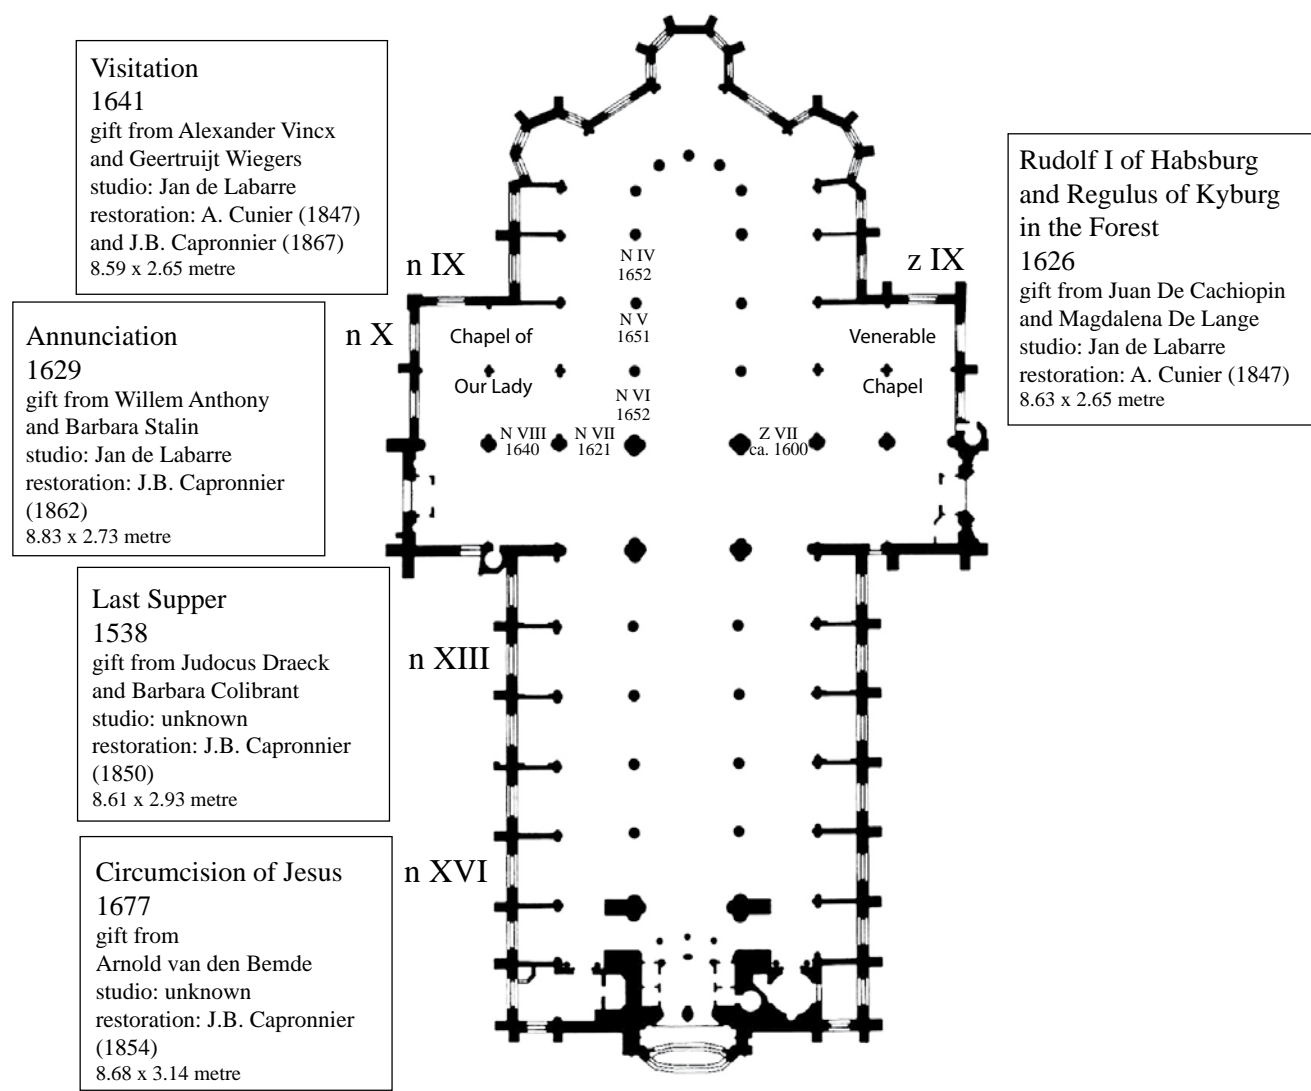 Visitation
1641
gift from Alexander Vincx
and Geertruijt Wiegers
studio: Jan de Labarre
restoration: A. Cunier (1847)
and J.B. Capronnier (1867)
8.59 x 2.65 metre
n IX
Annunciation
1629
gift from Willem Anthony
and Barbara Stalin
studio: Jan de Labarre
restoration: J.B. Capronnier
(1862)
8.83 x 2.73 metre
n X
Last Supper
1538
gift from Judocus Draeck
and Barbara Colibrant
studio: unknown
restoration: J.B. Capronnier
(1850)
8.61 x 2.93 metre
n XIII
Circumcision of Jesus
1677
gift from
Arnold van den Bemde
studio: unknown
restoration: J.B. Capronnier
(1854)
8.68 x 3.14 metre
n XVI
Chapel of
Our Lady
N IV
1652
N V
1651
N VI
1652
N VIII
1640
N VII
1621
Z VII
ca. 1600
Venerable
Chapel
z IX
Rudolf I of Habsburg
and Regulus of Kyburg
in the Forest
1626
gift from Juan De Cachiopin
and Magdalena De Lange
studio: Jan de Labarre
restoration: A. Cunier (1847)
8.63 x 2.65 metre